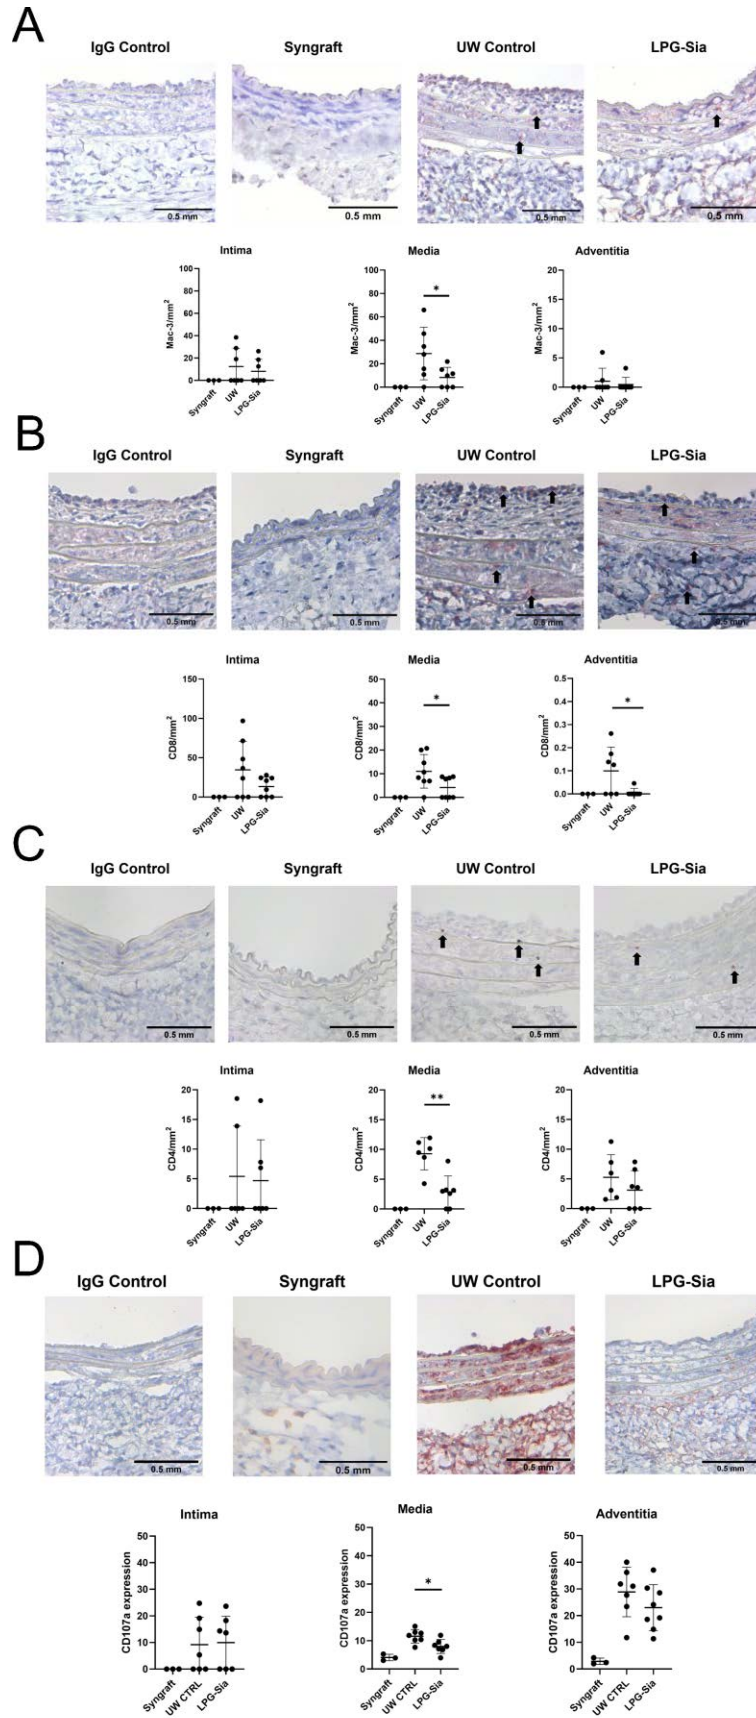 A
IgG Control Syngraft UW Control LPG-Sia
0.5 mm 0.5 mm 0.5 mm 0.5 mm
Intima Media Adventitia
Mac-3/mm²
100
80
60
40
20
0
Syngraft UW LPG-Sia
Mac-3/mm²
100
80
60
40
20
0
*
Syngraft UW LPG-Sia
Mac-3/mm²
20
15
10
5
0
Syngraft UW LPG-Sia
B
IgG Control Syngraft UW Control LPG-Sia
0.5 mm 0.5 mm 0.5 mm 0.5 mm
Intima Media Adventitia
CD8/mm²
150
100
50
0
Syngraft UW LPG-Sia
CD8/mm²
50
40
30
20
10
0
*
Syngraft UW LPG-Sia
CD8/mm²
0.5
0.4
0.3
0.2
0.1
0.0
*
Syngraft UW LPG-Sia
C
IgG Control Syngraft UW Control LPG-Sia
0.5 mm 0.5 mm 0.5 mm 0.5 mm
Intima Media Adventitia
CD4/mm²
20
15
10
5
0
Syngraft UW LPG-Sia
CD4/mm²
20
15
10
5
0
**
Syngraft UW LPG-Sia
CD4/mm²
20
15
10
5
0
Syngraft UW LPG-Sia
D
IgG Control Syngraft UW Control LPG-Sia
0.5 mm 0.5 mm 0.5 mm 0.5 mm
Intima Media Adventitia
CD107a expression
50
40
30
20
10
0
Syngraft UW CTRL LPG-Sia
CD107a expression
50
40
30
20
10
0
*
Syngraft UW CTRL LPG-Sia
CD107a expression
50
40
30
20
10
0
Syngraft UW CTRL LPG-Sia